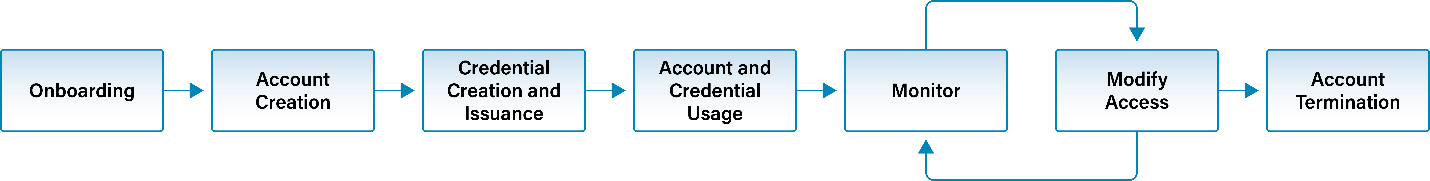 Onboarding
Account
Creation
Credential
Creation and
Issuance
Account and
Credential
Usage
Monitor
Modify
Access
Account
Termination